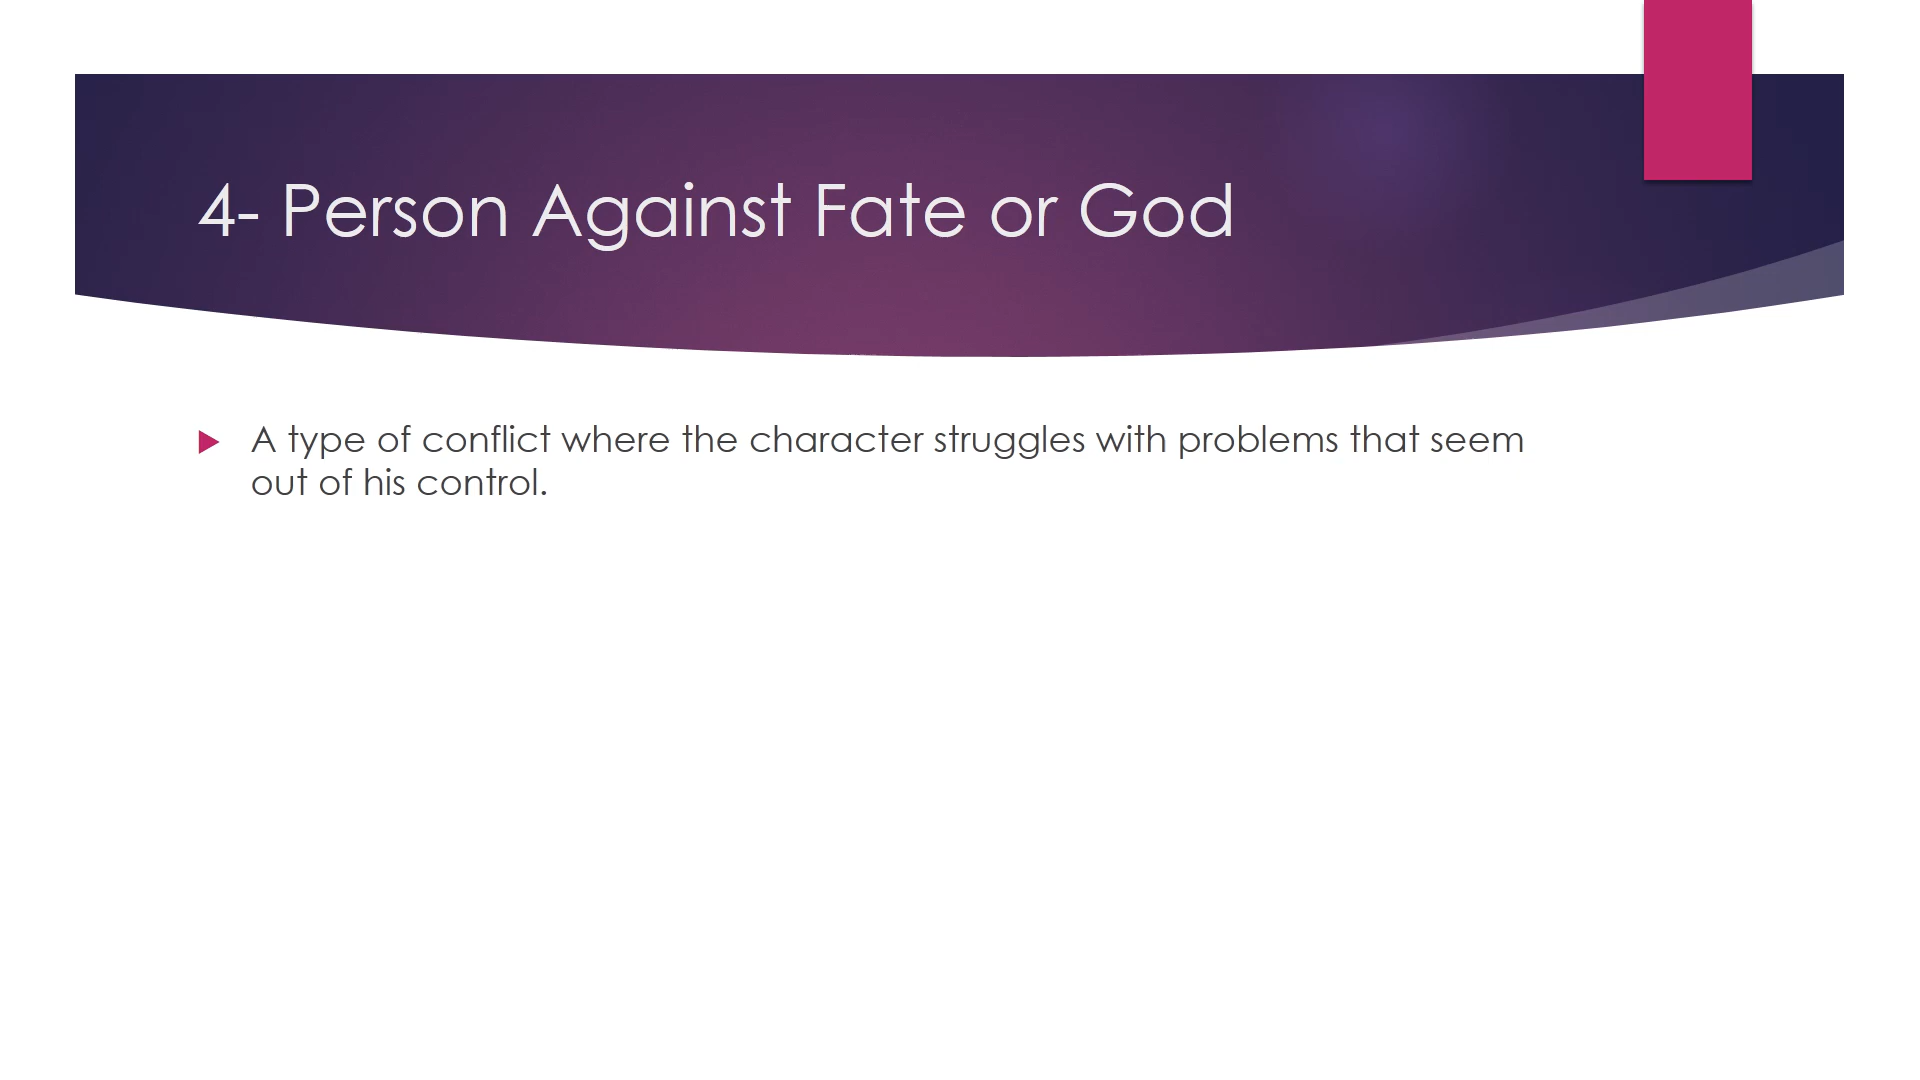 4- Person Against Fate or God
A type of conflict where the character struggles with problems that seem
out of his control.